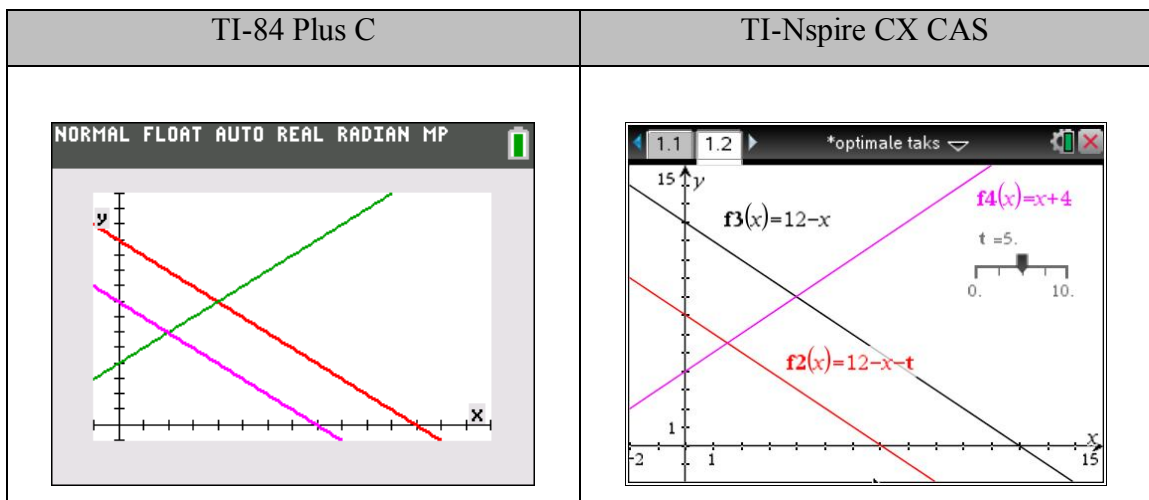 TI-84 Plus C
TI-Nspire CX CAS
NORMAL FLOAT AUTO REAL RADIAN MP
y
x
1.1 1.2 *optimale taks
15 y
f4(x)=x+4
f3(x)=12-x
t =5.
0. 10.
f2(x)=12-x-t
1
x
-2 1 15